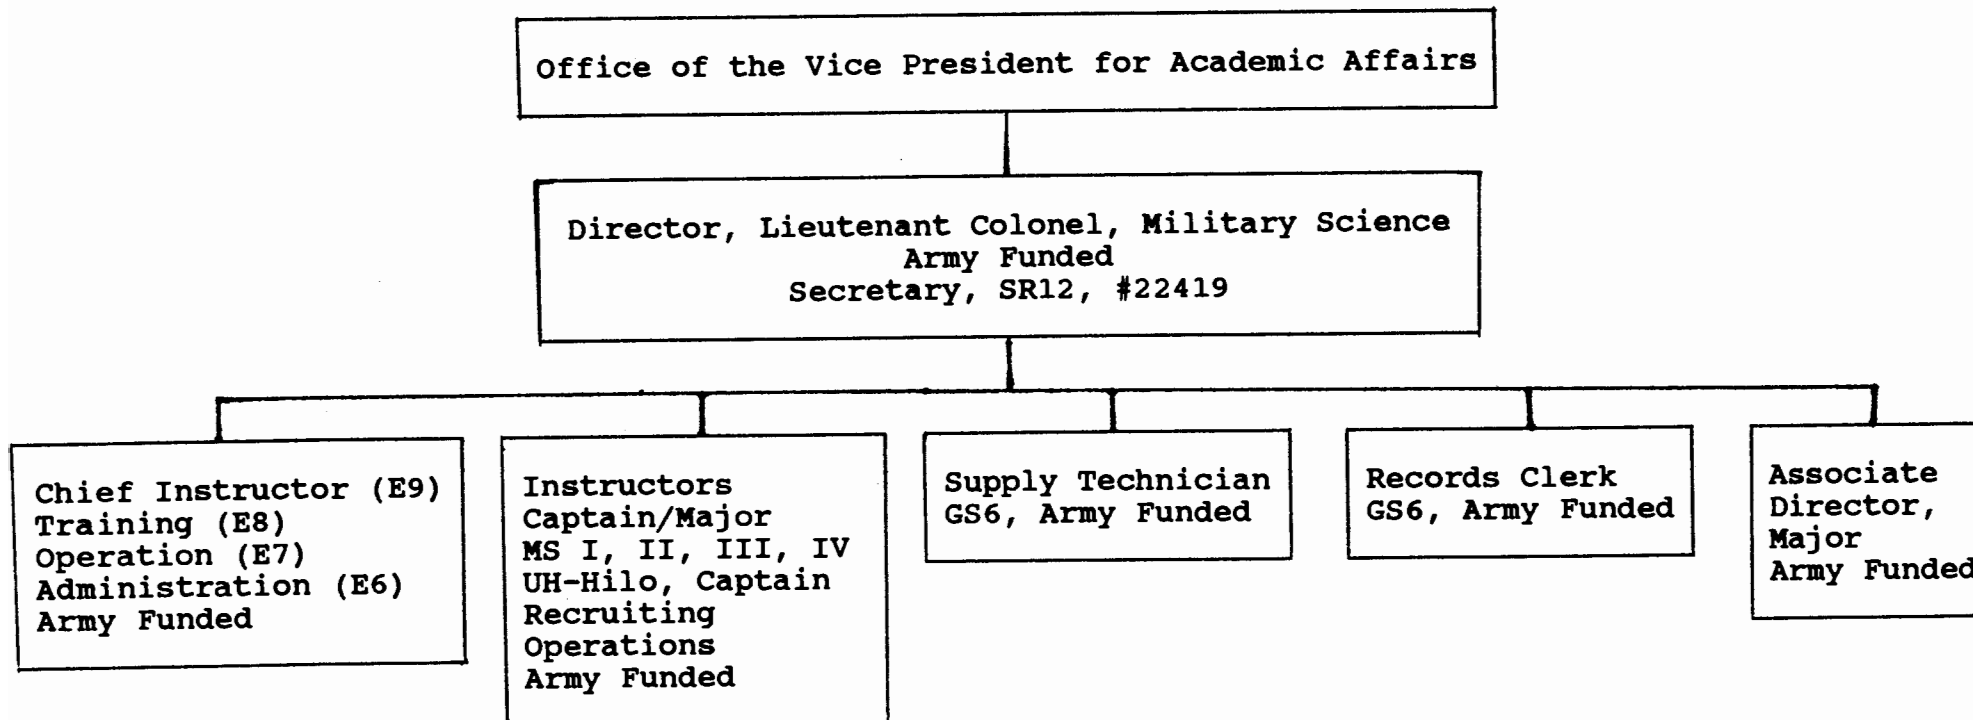 Office of the Vice President for Academic Affairs
Director, Lieutenant Colonel, Military Science
Army Funded
Secretary, SR12, #22419
Chief Instructor (E9)
Training (E8)
Operation (E7)
Administration (E6)
Army Funded
Instructors
Captain/Major
MS I, II, III, IV
UH-Hilo, Captain
Recruiting
Operations
Army Funded
Supply Technician
GS6, Army Funded
Records Clerk
GS6, Army Funded
Associate
Director,
Major
Army Funded